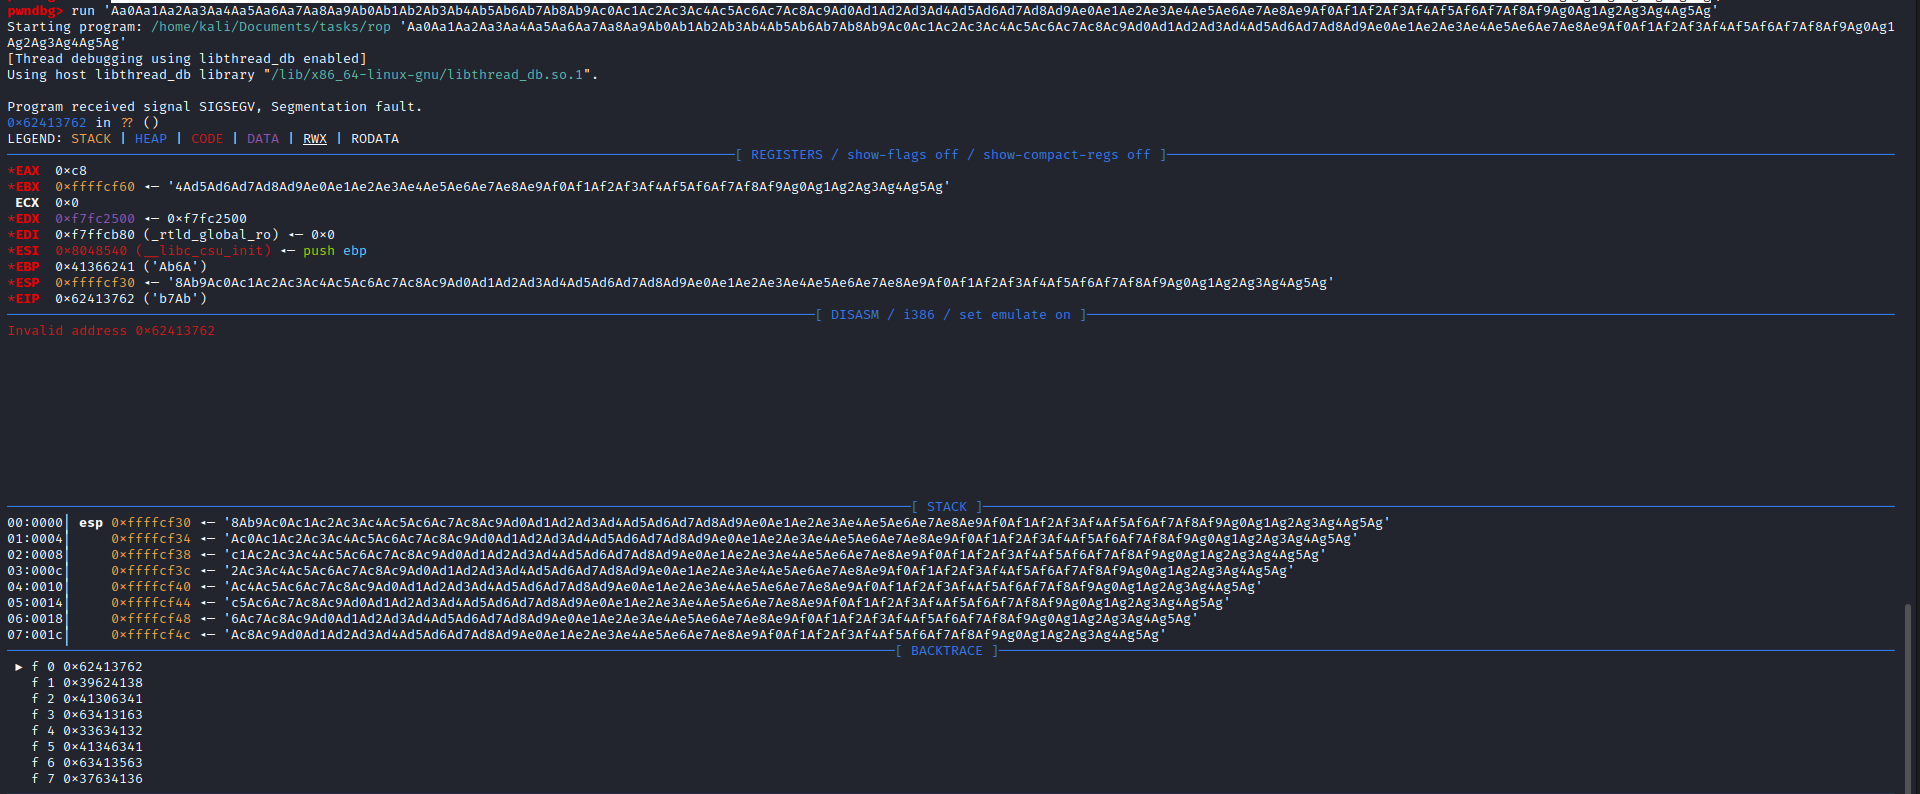 pwndbg> run 'Aa0Aa1Aa2Aa3Aa4Aa5Aa6Aa7Aa8Aa9Ab0Ab1Ab2Ab3Ab4Ab5Ab6Ab7Ab8Ab9Ac0Ac1Ac2Ac3Ac4Ac5Ac6Ac7Ac8Ac9Ad0Ad1Ad2Ad3Ad4Ad5Ad6Ad7Ad8Ad9Ae0Ae1Ae2Ae3Ae4Ae5Ae6Ae7Ae8Ae9Af0Af1Af2Af3Af4Af5Af6Af7Af8Af9Ag0Ag1Ag2Ag3Ag4Ag5Ag'
Starting program: /home/kali/Documents/tasks/rop 'Aa0Aa1Aa2Aa3Aa4Aa5Aa6Aa7Aa8Aa9Ab0Ab1Ab2Ab3Ab4Ab5Ab6Ab7Ab8Ab9Ac0Ac1Ac2Ac3Ac4Ac5Ac6Ac7Ac8Ac9Ad0Ad1Ad2Ad3Ad4Ad5Ad6Ad7Ad8Ad9Ae0Ae1Ae2Ae3Ae4Ae5Ae6Ae7Ae8Ae9Af0Af1Af2Af3Af4Af5Af6Af7Af8Af9Ag0Ag1
Ag2Ag3Ag4Ag5Ag'
[Thread debugging using libthread_db enabled]
Using host libthread_db library "/lib/x86_64-linux-gnu/libthread_db.so.1".
Program received signal SIGSEGV, Segmentation fault.
0×62413762 in ?? ()
LEGEND: STACK | HEAP | CODE | DATA | RWX | RODATA
[ REGISTERS / show-flags off / show-compact-regs off ]
*EAX 0×c8
*EBX 0×ffffcf60 ◂— '4Ad5Ad6Ad7Ad8Ad9Ae0Ae1Ae2Ae3Ae4Ae5Ae6Ae7Ae8Ae9Af0Af1Af2Af3Af4Af5Af6Af7Af8Af9Ag0Ag1Ag2Ag3Ag4Ag5Ag'
ECX 0×0
*EDX 0×f7fc2500 ◂— 0×f7fc2500
*EDI 0×f7ffcb80 (_rtld_global_ro) ◂— 0×0
*ESI 0×8048540 (__libc_csu_init) ◂— push ebp
*EBP 0×41366241 ('Ab6A')
*ESP 0×ffffcf30 ◂— '8Ab9Ac0Ac1Ac2Ac3Ac4Ac5Ac6Ac7Ac8Ac9Ad0Ad1Ad2Ad3Ad4Ad5Ad6Ad7Ad8Ad9Ae0Ae1Ae2Ae3Ae4Ae5Ae6Ae7Ae8Ae9Af0Af1Af2Af3Af4Af5Af6Af7Af8Af9Ag0Ag1Ag2Ag3Ag4Ag5Ag'
*EIP 0×62413762 ('b7Ab')
[ DISASM / i386 / set emulate on ]
Invalid address 0×62413762
[ STACK ]
00:0000│ esp 0×ffffcf30 ◂— '8Ab9Ac0Ac1Ac2Ac3Ac4Ac5Ac6Ac7Ac8Ac9Ad0Ad1Ad2Ad3Ad4Ad5Ad6Ad7Ad8Ad9Ae0Ae1Ae2Ae3Ae4Ae5Ae6Ae7Ae8Ae9Af0Af1Af2Af3Af4Af5Af6Af7Af8Af9Ag0Ag1Ag2Ag3Ag4Ag5Ag'
01:0004│ 0×ffffcf34 ◂— 'Ac0Ac1Ac2Ac3Ac4Ac5Ac6Ac7Ac8Ac9Ad0Ad1Ad2Ad3Ad4Ad5Ad6Ad7Ad8Ad9Ae0Ae1Ae2Ae3Ae4Ae5Ae6Ae7Ae8Ae9Af0Af1Af2Af3Af4Af5Af6Af7Af8Af9Ag0Ag1Ag2Ag3Ag4Ag5Ag'
02:0008│ 0×ffffcf38 ◂— 'c1Ac2Ac3Ac4Ac5Ac6Ac7Ac8Ac9Ad0Ad1Ad2Ad3Ad4Ad5Ad6Ad7Ad8Ad9Ae0Ae1Ae2Ae3Ae4Ae5Ae6Ae7Ae8Ae9Af0Af1Af2Af3Af4Af5Af6Af7Af8Af9Ag0Ag1Ag2Ag3Ag4Ag5Ag'
03:000c│ 0×ffffcf3c ◂— '2Ac3Ac4Ac5Ac6Ac7Ac8Ac9Ad0Ad1Ad2Ad3Ad4Ad5Ad6Ad7Ad8Ad9Ae0Ae1Ae2Ae3Ae4Ae5Ae6Ae7Ae8Ae9Af0Af1Af2Af3Af4Af5Af6Af7Af8Af9Ag0Ag1Ag2Ag3Ag4Ag5Ag'
04:0010│ 0×ffffcf40 ◂— 'Ac4Ac5Ac6Ac7Ac8Ac9Ad0Ad1Ad2Ad3Ad4Ad5Ad6Ad7Ad8Ad9Ae0Ae1Ae2Ae3Ae4Ae5Ae6Ae7Ae8Ae9Af0Af1Af2Af3Af4Af5Af6Af7Af8Af9Ag0Ag1Ag2Ag3Ag4Ag5Ag'
05:0014│ 0×ffffcf44 ◂— 'c5Ac6Ac7Ac8Ac9Ad0Ad1Ad2Ad3Ad4Ad5Ad6Ad7Ad8Ad9Ae0Ae1Ae2Ae3Ae4Ae5Ae6Ae7Ae8Ae9Af0Af1Af2Af3Af4Af5Af6Af7Af8Af9Ag0Ag1Ag2Ag3Ag4Ag5Ag'
06:0018│ 0×ffffcf48 ◂— '6Ac7Ac8Ac9Ad0Ad1Ad2Ad3Ad4Ad5Ad6Ad7Ad8Ad9Ae0Ae1Ae2Ae3Ae4Ae5Ae6Ae7Ae8Ae9Af0Af1Af2Af3Af4Af5Af6Af7Af8Af9Ag0Ag1Ag2Ag3Ag4Ag5Ag'
07:001c│ 0×ffffcf4c ◂— 'Ac8Ac9Ad0Ad1Ad2Ad3Ad4Ad5Ad6Ad7Ad8Ad9Ae0Ae1Ae2Ae3Ae4Ae5Ae6Ae7Ae8Ae9Af0Af1Af2Af3Af4Af5Af6Af7Af8Af9Ag0Ag1Ag2Ag3Ag4Ag5Ag'
[ BACKTRACE ]
► f 0 0×62413762
f 1 0×39624138
f 2 0×41306341
f 3 0×63413163
f 4 0×33634132
f 5 0×41346341
f 6 0×63413563
f 7 0×37634136